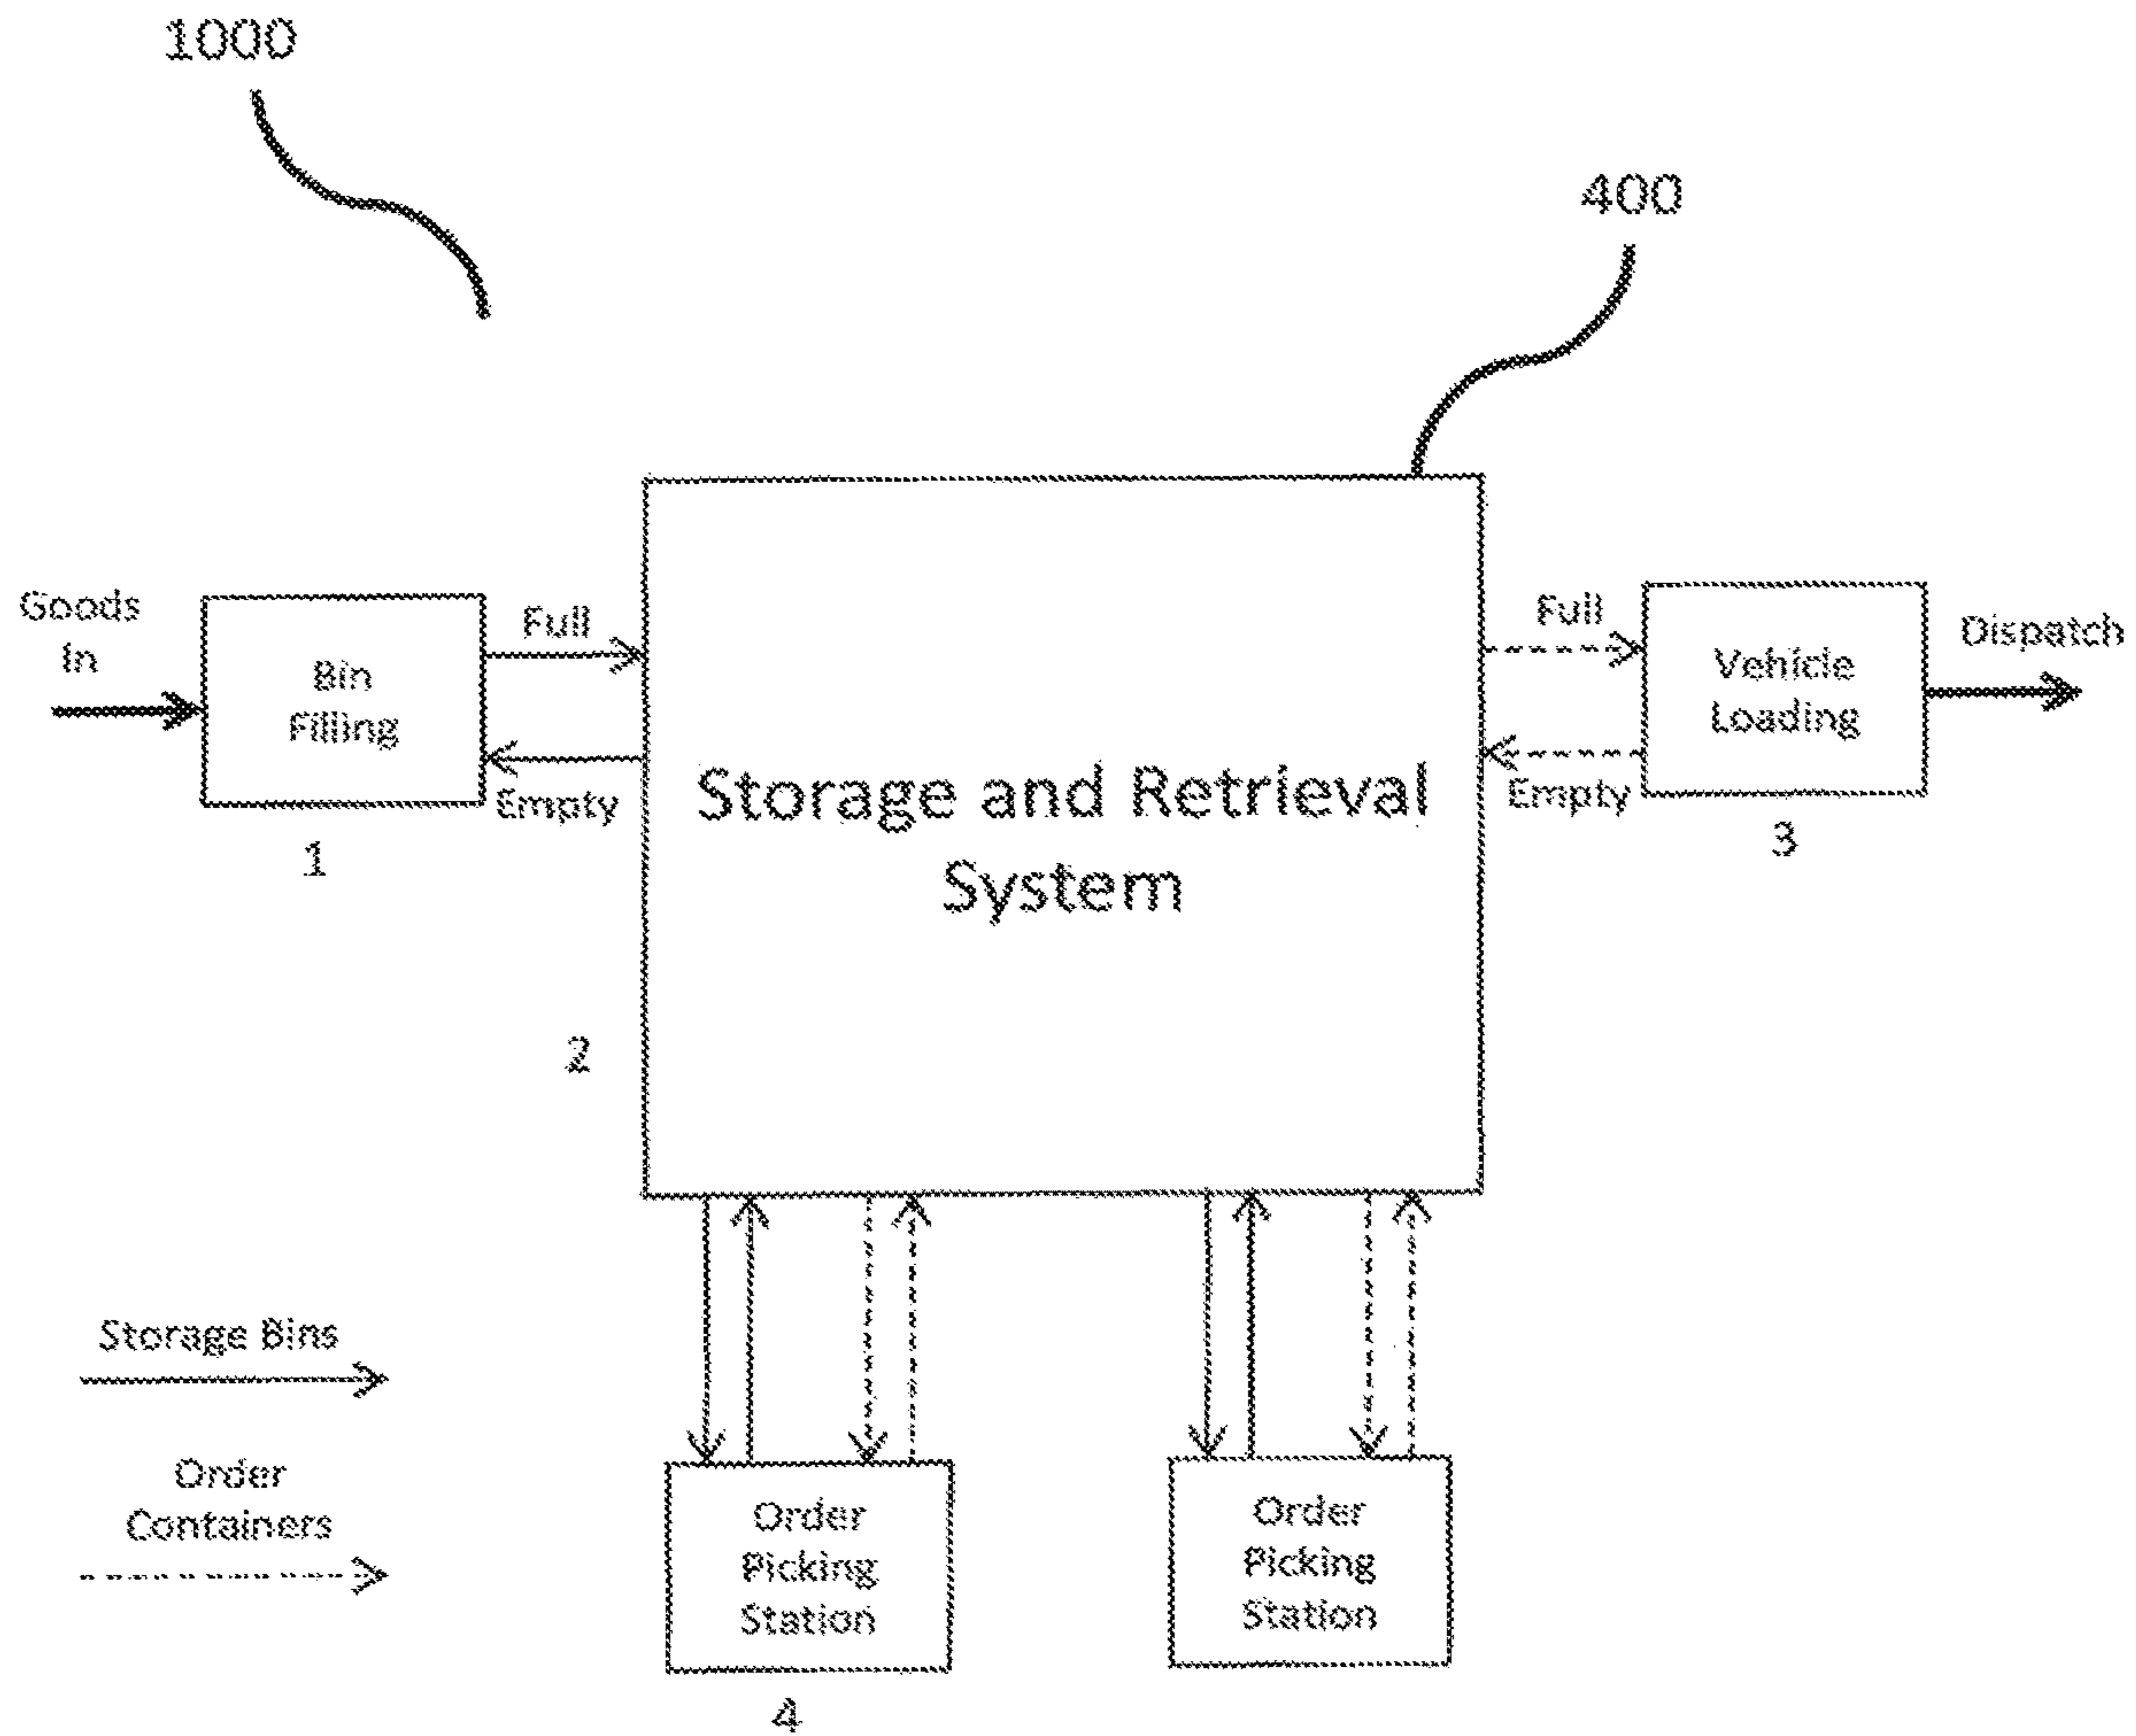 1000
400
Goods
In
Bin
Filling
1
Full
Empty
Storage and Retrieval
System
2
Full
Empty
Vehicle
Loading
3
Dispatch
Storage Bins
Order
Containers
Order
Picking
Station
4
Order
Picking
Station